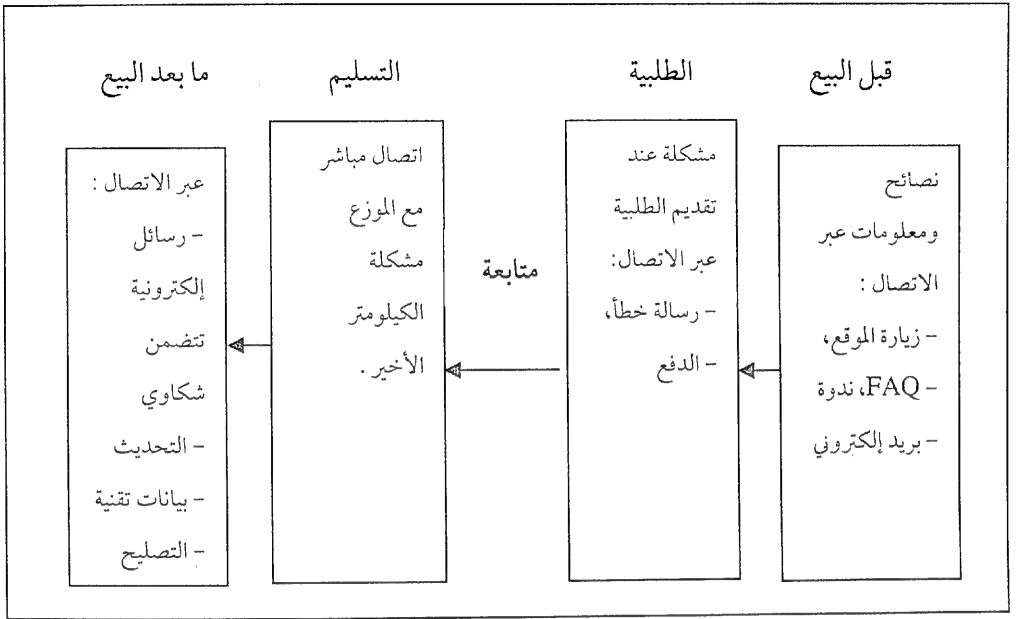 قبل البيع
نصائح
ومعلومات عبر
الاتصال :
– زيارة الموقع،
– FAQ، ندوة
– بريد إلكتروني
الطلبية
مشكلة عند
تقديم الطلبية
عبر الاتصال:
– رسالة خطأ،
– الدفع
متابعة
التسليم
اتصال مباشر
مع الموزع
مشكلة
الكيلومتر
الأخير .
ما بعد البيع
عبر الاتصال :
– رسائل
إلكترونية
تتضمن
شكاوي
– التحديث
– بيانات تقنية
– التصليح